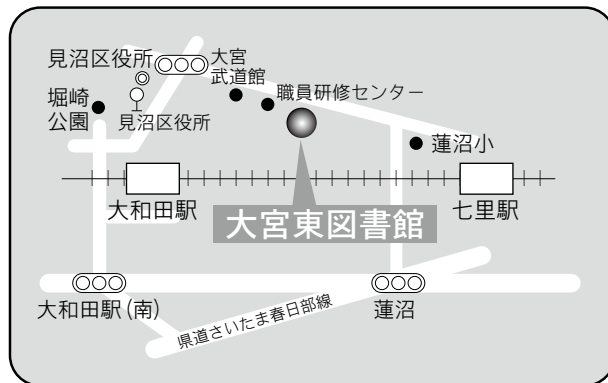 見沼区役所
大宮
武道館
職員研修センター
堀崎
公園
見沼区役所
蓮沼小
大和田駅
七里駅
大宮東図書館
大和田駅(南)
蓮沼
県道さいたま春日部線